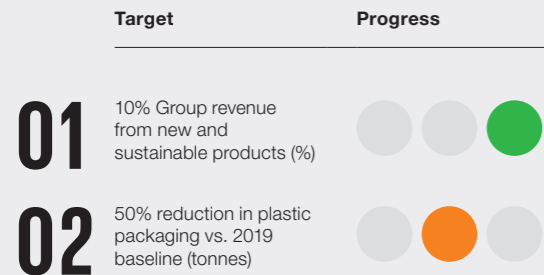 Target Progress
01
10% Group revenue
from new and
sustainable products (%)
02
50% reduction in plastic
packaging vs. 2019
baseline (tonnes)